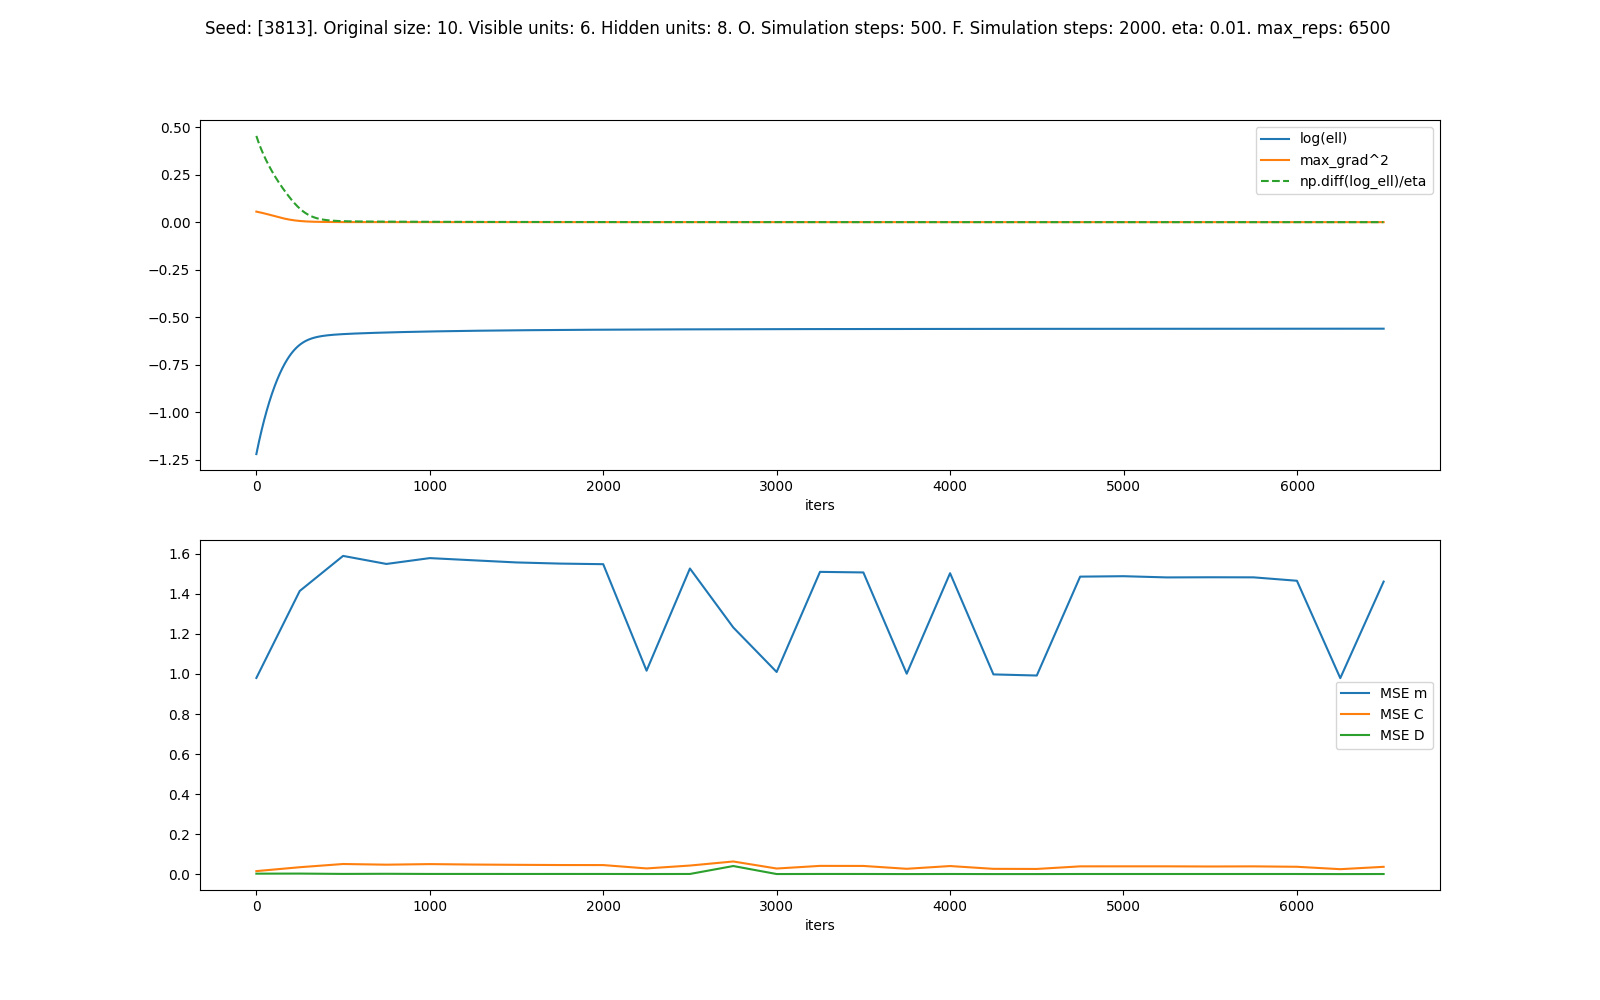 Seed: [3813]. Original size: 10. Visible units: 6. Hidden units: 8. O. Simulation steps: 500. F. Simulation steps: 2000. eta: 0.01. max_reps: 6500
0.50
0.25
0.00
−0.25
−0.50
−0.75
−1.00
−1.25
log(ell)
max_grad^2
np.diff(log_ell)/eta
0 1000 2000 3000 4000 5000 6000
iters
1.6
1.4
1.2
1.0
0.8
0.6
0.4
0.2
0.0
MSE m
MSE C
MSE D
0 1000 2000 3000 4000 5000 6000
iters